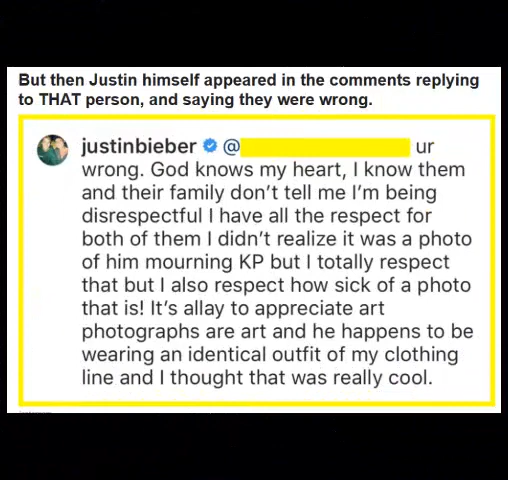 But then Justin himself appeared in the comments replying
to THAT person, and saying they were wrong.
justinbieber @ ur
wrong. God knows my heart, I know them
and their family don't tell me I'm being
disrespectful I have all the respect for
both of them I didn't realize it was a photo
of him mourning KP but I totally respect
that but I also respect how sick of a photo
that is! It's allay to appreciate art
photographs are art and he happens to be
wearing an identical outfit of my clothing
line and I thought that was really cool.